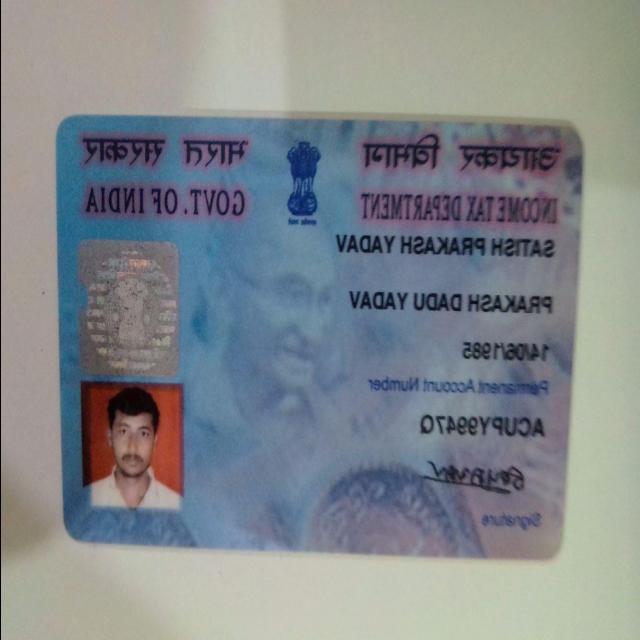 आयकर विभाग भारत सरकार
INCOME TAX DEPARTMENT GOVT. OF INDIA
SATISH PRAKASH YADAV
PRAKASH DADU YADAV
14/06/1985
Permanent Account Number
ACUPY9947Q
Signature